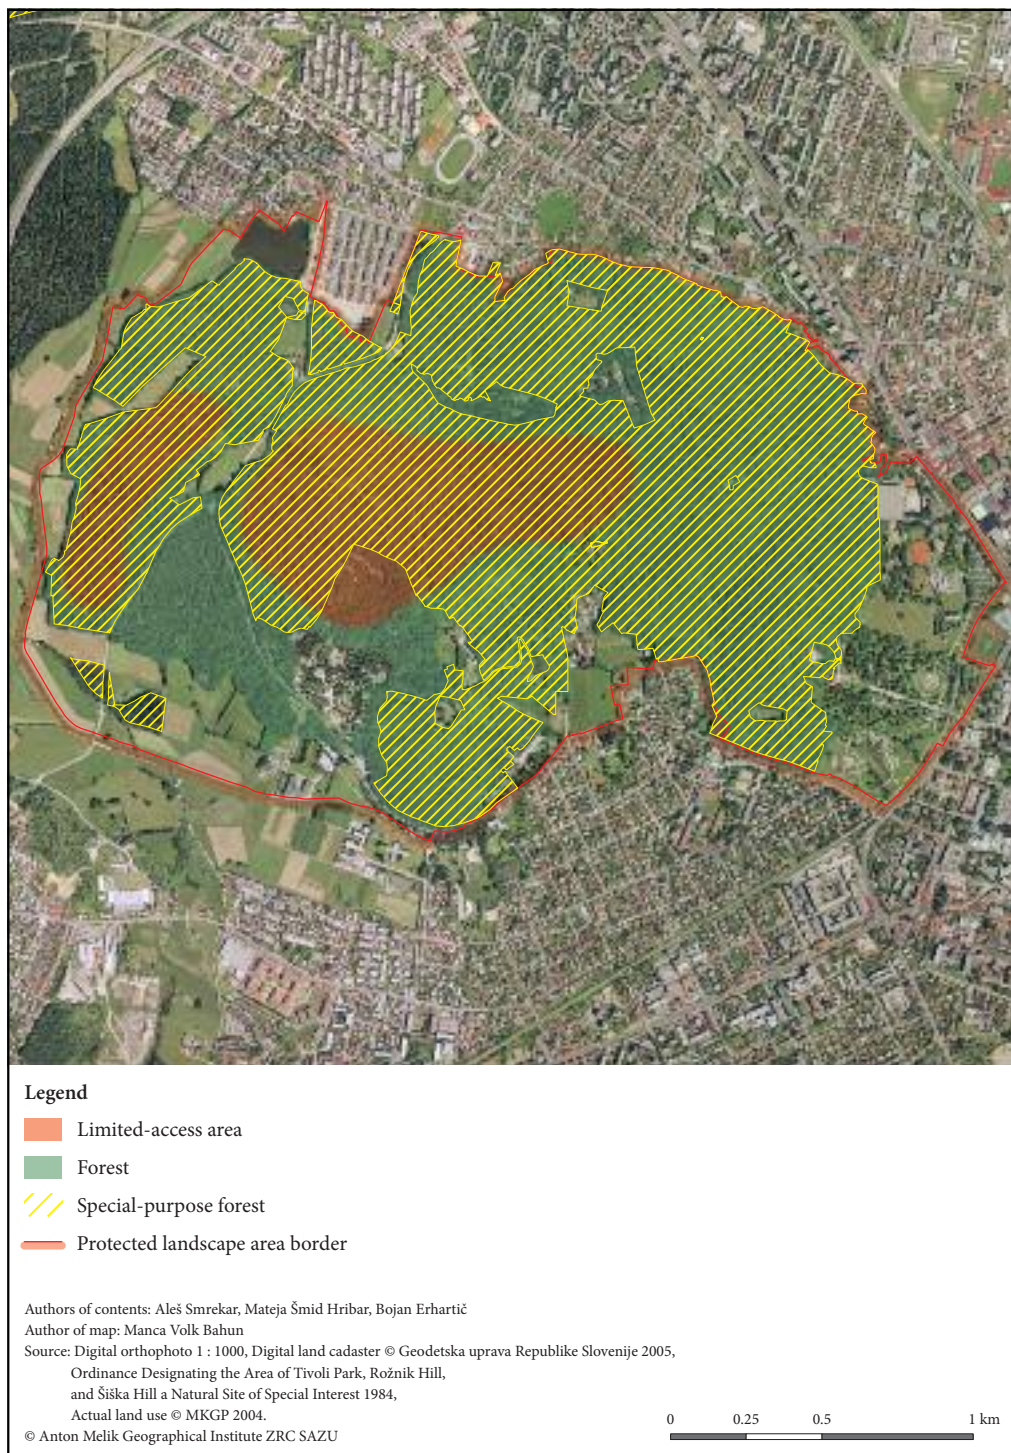 Legend
Limited-access area
Forest
Special-purpose forest
Protected landscape area border
Authors of contents: Aleš Smrekar, Mateja Šmid Hribar, Bojan Erhartič
Author of map: Manca Volk Bahun
Source: Digital orthophoto 1 : 1000, Digital land cadaster © Geodetska uprava Republike Slovenije 2005,
Ordinance Designating the Area of Tivoli Park, Rožnik Hill,
and Šiška Hill a Natural Site of Special Interest 1984,
Actual land use © MKGP 2004.
© Anton Melik Geographical Institute ZRC SAZU
0 0.25 0.5 1 km